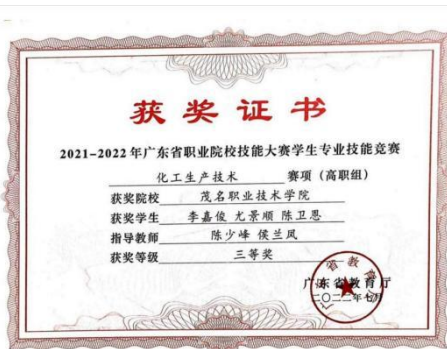 获奖证书
2021-2022年广东省职业院校技能大赛学生专业技能竞赛
化工生产技术 赛项（高职组）
获奖院校 茂名职业技术学院
获奖学生 李嘉俊 尤景顺 陈卫恩
指导教师 陈少峰 侯兰凤
获奖等级 三等奖
广东省教育厅
二〇二二年七月